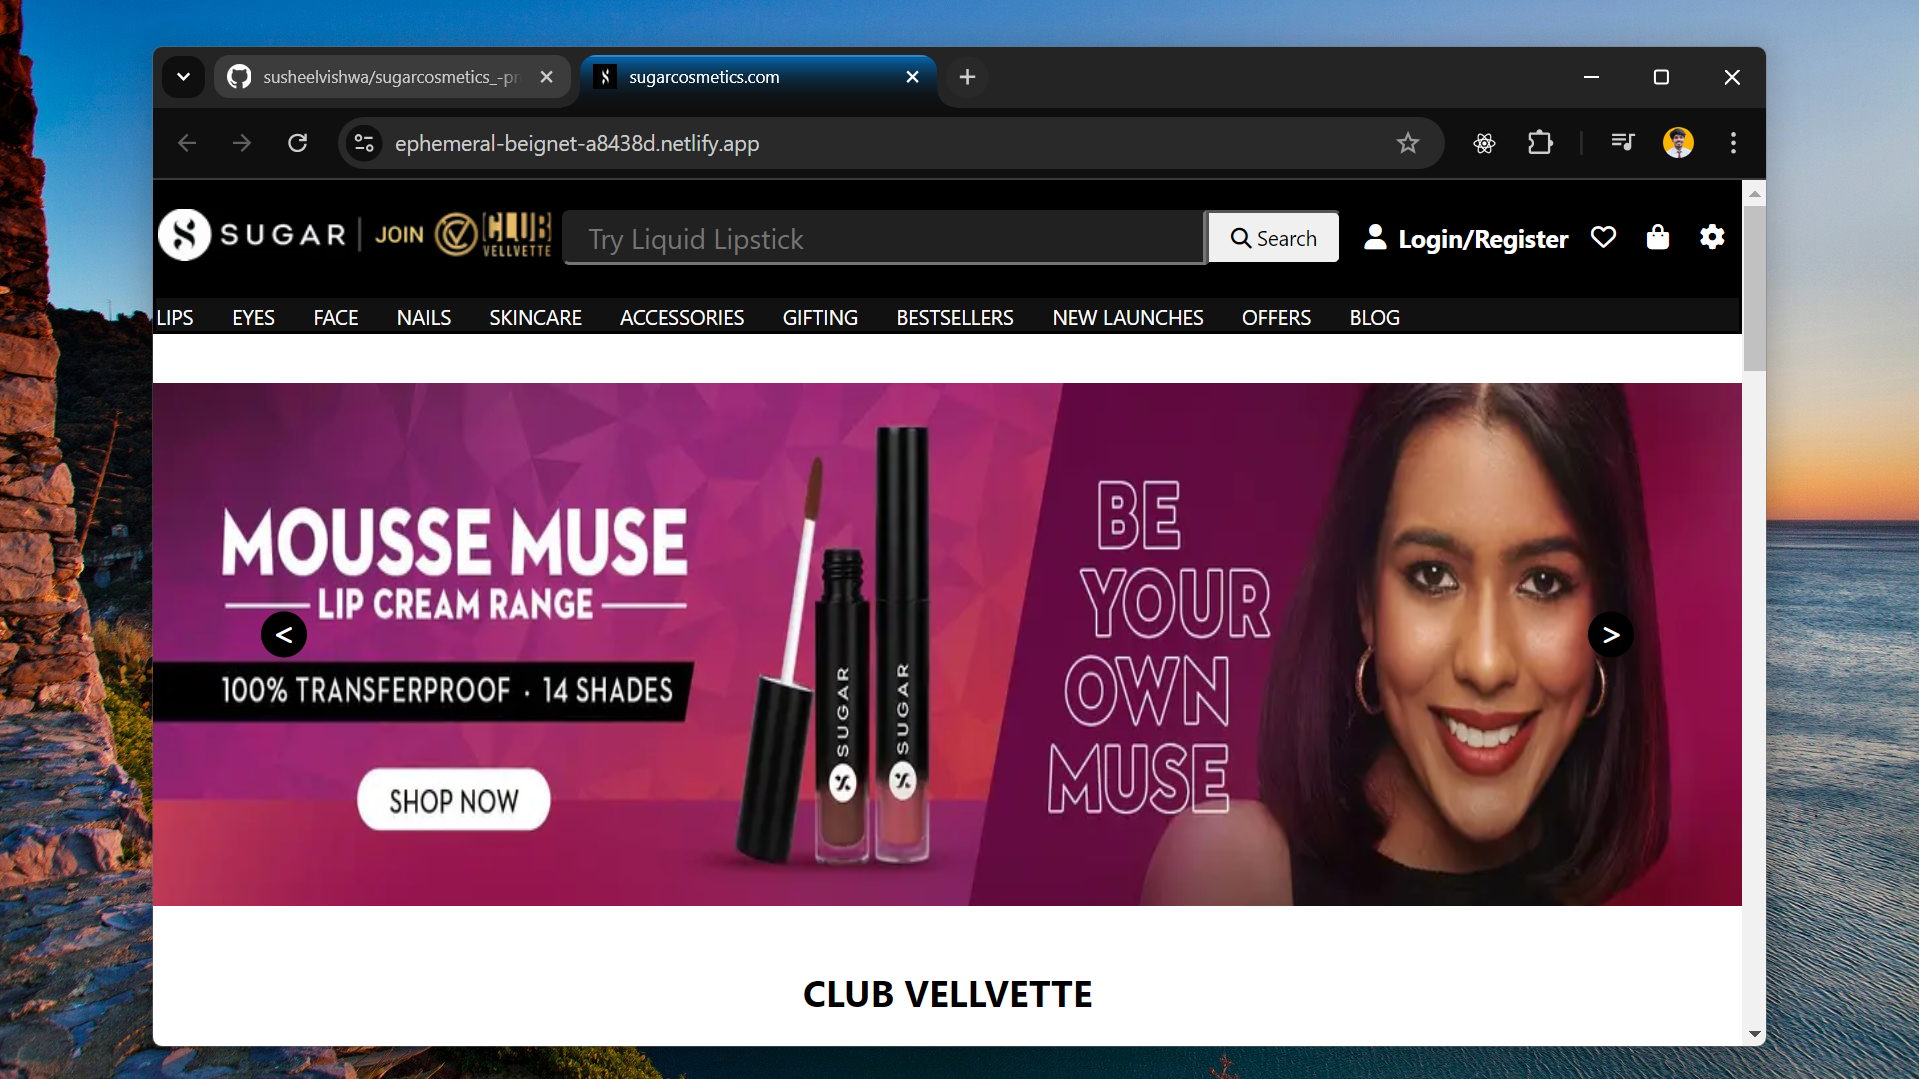 susheelvishwa/sugarcosmetics_-pr
sugarcosmetics.com
ephemeral-beignet-a8438d.netlify.app
SUGAR
JOIN
CLUB
VELLVETTE
Try Liquid Lipstick
Search
Login/Register
LIPS EYES FACE NAILS SKINCARE ACCESSORIES GIFTING BESTSELLERS NEW LAUNCHES OFFERS BLOG
MOUSSE MUSE
LIP CREAM RANGE
100% TRANSFERPROOF · 14 SHADES
SHOP NOW
SUGAR
SUGAR
BE
YOUR
OWN
MUSE
<
>
CLUB VELLVETTE